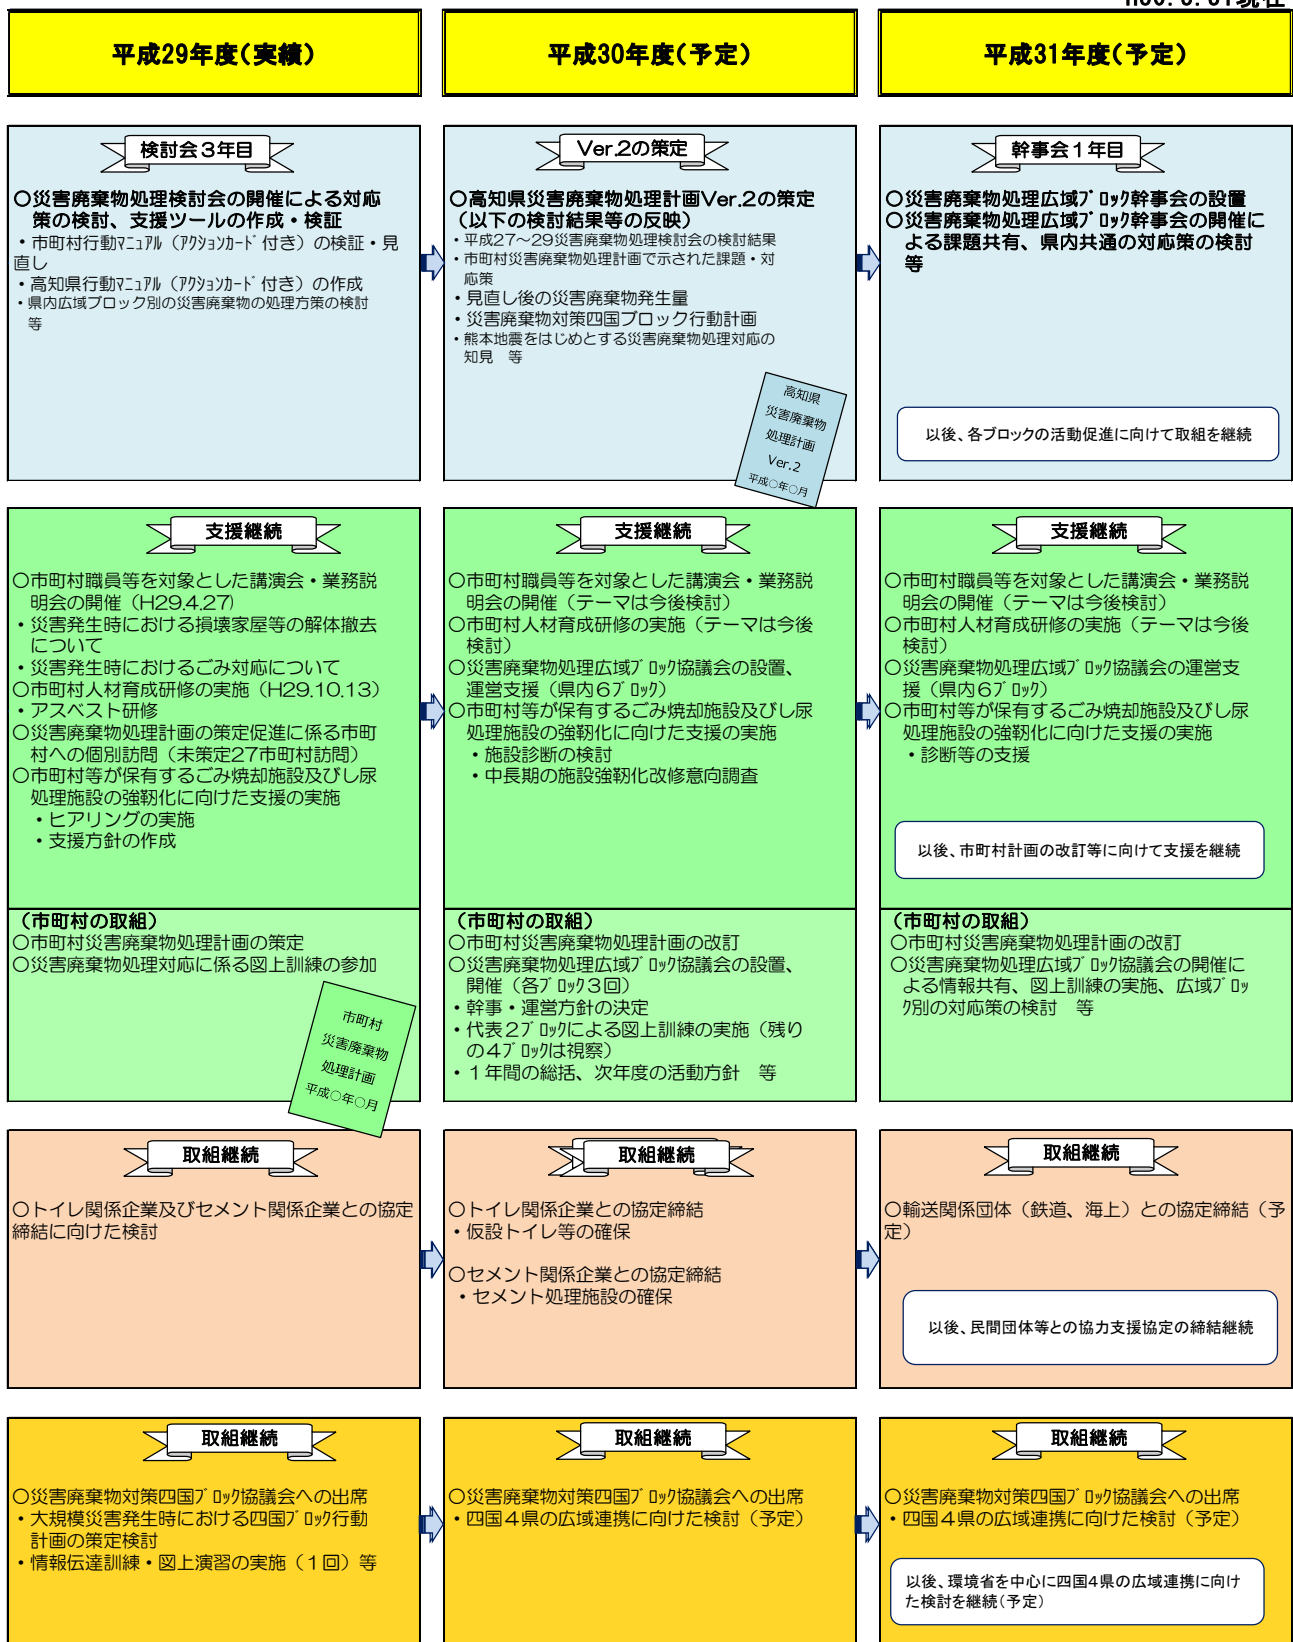 平成29年度(実績)
平成30年度(予定)
平成31年度(予定)
検討会３年目
○災害廃棄物処理検討会の開催による対応
策の検討、支援ツールの作成・検証
・市町村行動ﾏﾆｭｱﾙ（ｱｸｼｮﾝｶｰﾄﾞ付き）の検証・見
直し
・高知県行動ﾏﾆｭｱﾙ（ｱｸｼｮﾝｶｰﾄﾞ付き）の作成
・県内広域ブロック別の災害廃棄物の処理方策の検討
等
Ver.2の策定
○高知県災害廃棄物処理計画Ver.2の策定
（以下の検討結果等の反映）
・平成27～29災害廃棄物処理検討会の検討結果
・市町村災害廃棄物処理計画で示された課題・対
応策
・見直し後の災害廃棄物発生量
・災害廃棄物対策四国ブロック行動計画
・熊本地震をはじめとする災害廃棄物処理対応の
知見　等
高知県
災害廃棄物
処理計画
Ver.2
平成○年○月
幹事会１年目
○災害廃棄物処理広域ﾌﾞﾛｯｸ幹事会の設置
○災害廃棄物処理広域ﾌﾞﾛｯｸ幹事会の開催に
よる課題共有、県内共通の対応策の検討
等
以後、各ブロックの活動促進に向けて取組を継続
支援継続
○市町村職員等を対象とした講演会・業務説
明会の開催（H29.4.27）
・災害発生時における損壊家屋等の解体撤去
について
・災害発生時におけるごみ対応について
○市町村人材育成研修の実施（H29.10.13）
・アスベスト研修
○災害廃棄物処理計画の策定促進に係る市町
村への個別訪問（未策定27市町村訪問）
○市町村等が保有するごみ焼却施設及びし尿
処理施設の強靭化に向けた支援の実施
・ヒアリングの実施
・支援方針の作成
支援継続
○市町村職員等を対象とした講演会・業務説
明会の開催（テーマは今後検討）
○市町村人材育成研修の実施（テーマは今後
検討）
○災害廃棄物処理広域ﾌﾞﾛｯｸ協議会の設置、
運営支援（県内６ﾌﾞﾛｯｸ）
○市町村等が保有するごみ焼却施設及びし尿
処理施設の強靭化に向けた支援の実施
・施設診断の検討
・中長期の施設強靭化改修意向調査
支援継続
○市町村職員等を対象とした講演会・業務説
明会の開催（テーマは今後検討）
○市町村人材育成研修の実施（テーマは今後
検討）
○災害廃棄物処理広域ﾌﾞﾛｯｸ協議会の運営支
援（県内６ﾌﾞﾛｯｸ）
○市町村等が保有するごみ焼却施設及びし尿
処理施設の強靭化に向けた支援の実施
・診断等の支援
以後、市町村計画の改訂等に向けて支援を継続
（市町村の取組）
○市町村災害廃棄物処理計画の策定
○災害廃棄物処理対応に係る図上訓練の参加
市町村
災害廃棄物
処理計画
平成○年○月
（市町村の取組）
○市町村災害廃棄物処理計画の改訂
○災害廃棄物処理広域ﾌﾞﾛｯｸ協議会の設置、
開催（各ﾌﾞﾛｯｸ３回）
・幹事・運営方針の決定
・代表２ﾌﾞﾛｯｸによる図上訓練の実施（残り
の４ﾌﾞﾛｯｸは視察）
・１年間の総括、次年度の活動方針　等
（市町村の取組）
○市町村災害廃棄物処理計画の改訂
○災害廃棄物処理広域ﾌﾞﾛｯｸ協議会の開催に
よる情報共有、図上訓練の実施、広域ﾌﾞﾛｯ
ｸ別の対応策の検討　等
取組継続
○トイレ関係企業及びセメント関係企業との協定
締結に向けた検討
取組継続
○トイレ関係企業との協定締結
・仮設トイレ等の確保
○セメント関係企業との協定締結
・セメント処理施設の確保
取組継続
○輸送関係団体（鉄道、海上）との協定締結（予
定）
以後、民間団体等との協力支援協定の締結継続
取組継続
○災害廃棄物対策四国ﾌﾞﾛｯｸ協議会への出席
・大規模災害発生時における四国ﾌﾞﾛｯｸ行動
計画の策定検討
・情報伝達訓練・図上演習の実施（１回）等
取組継続
○災害廃棄物対策四国ﾌﾞﾛｯｸ協議会への出席
・四国４県の広域連携に向けた検討（予定）
取組継続
○災害廃棄物対策四国ﾌﾞﾛｯｸ協議会への出席
・四国４県の広域連携に向けた検討（予定）
以後、環境省を中心に四国4県の広域連携に向け
た検討を継続(予定)